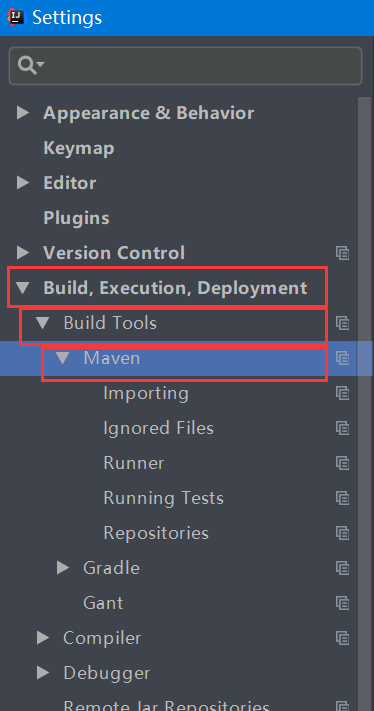 Settings
Appearance & Behavior
Keymap
Editor
Plugins
Version Control
Build, Execution, Deployment
Build Tools
Maven
Importing
Ignored Files
Runner
Running Tests
Repositories
Gradle
Gant
Compiler
Debugger
Remote Jar Repositories